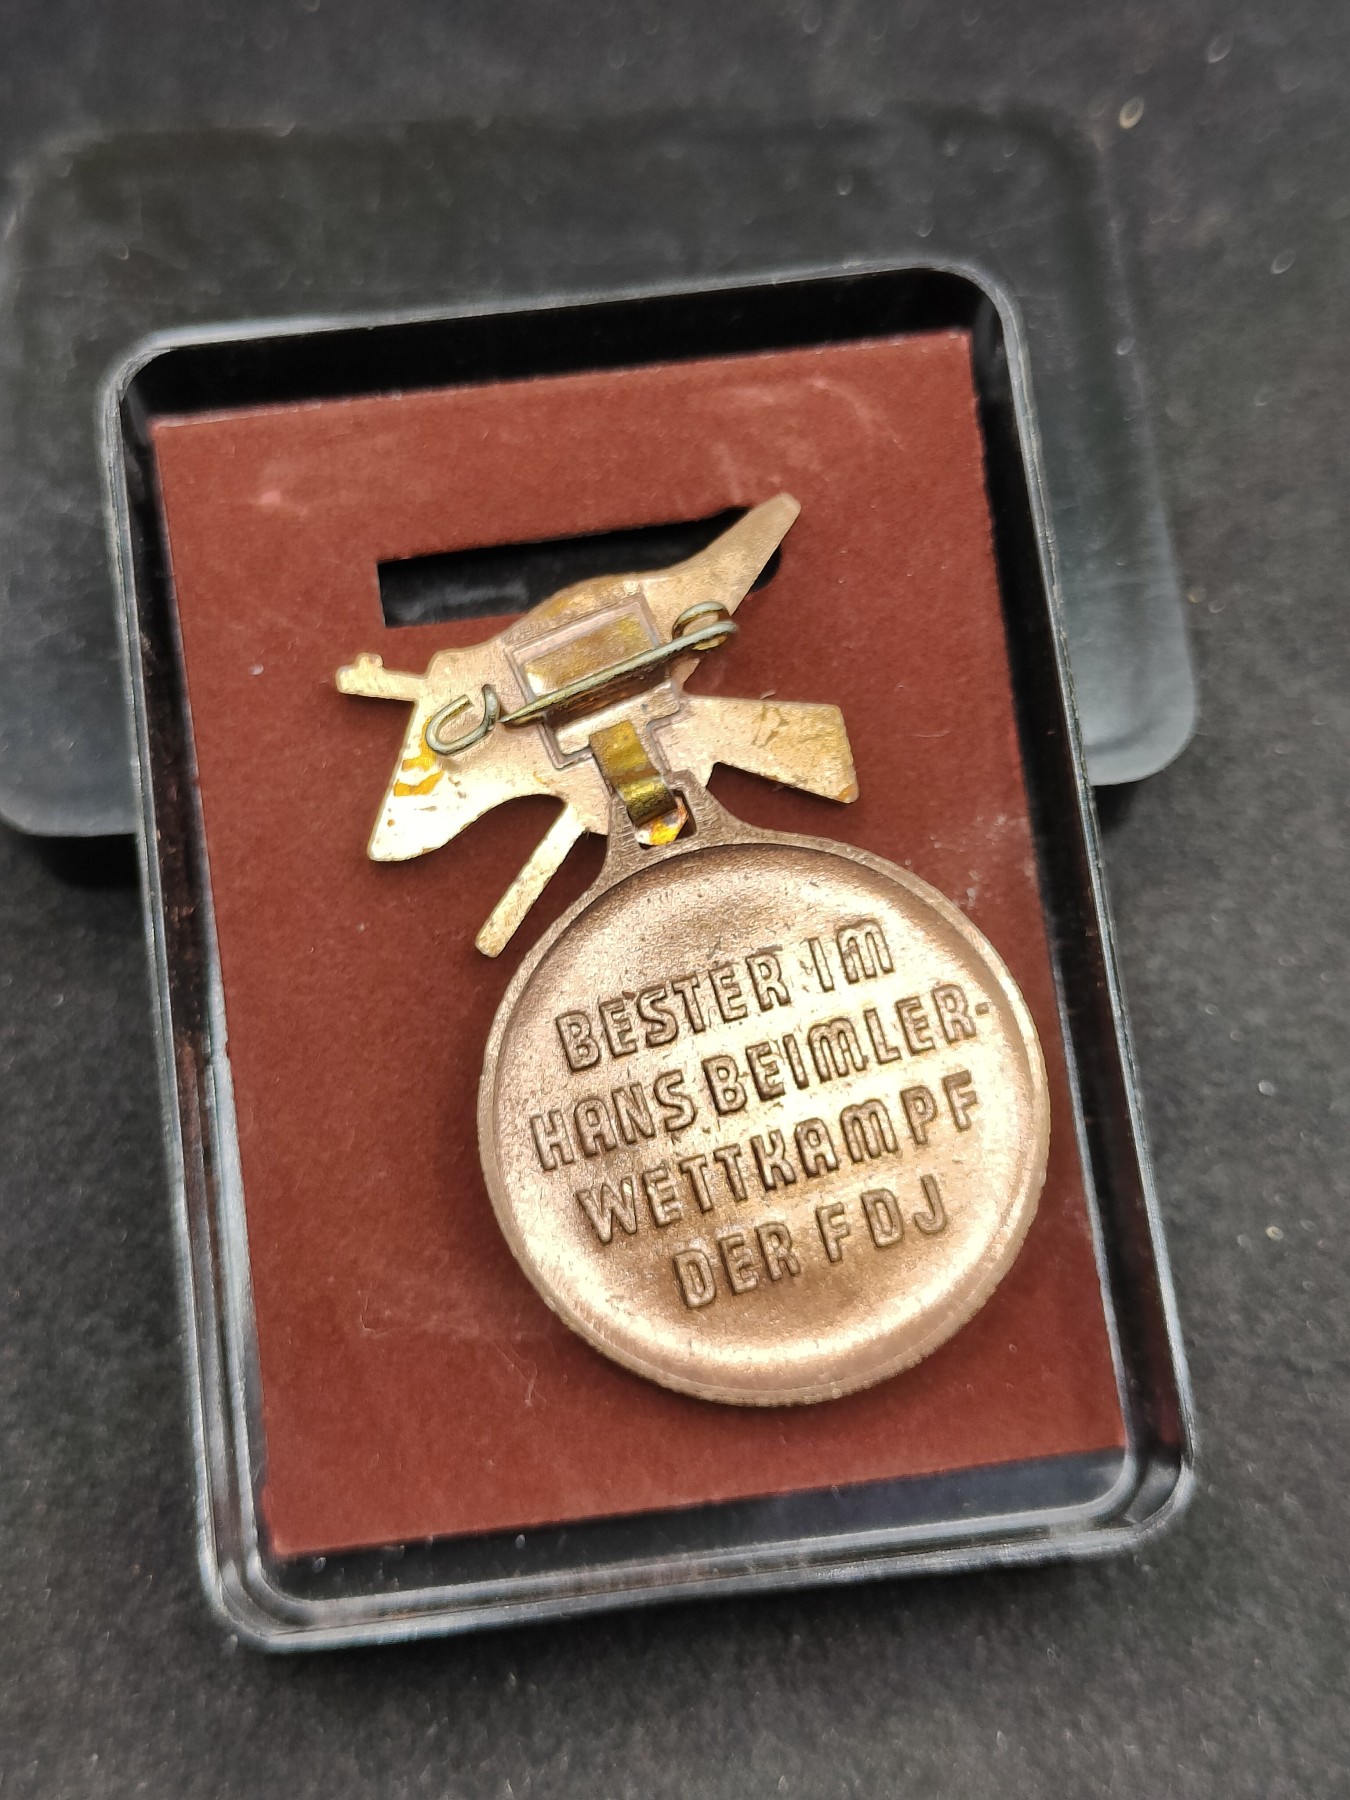 BESTER IM
HANS BEIMLER-
WETTKAMPF
DER FDJ